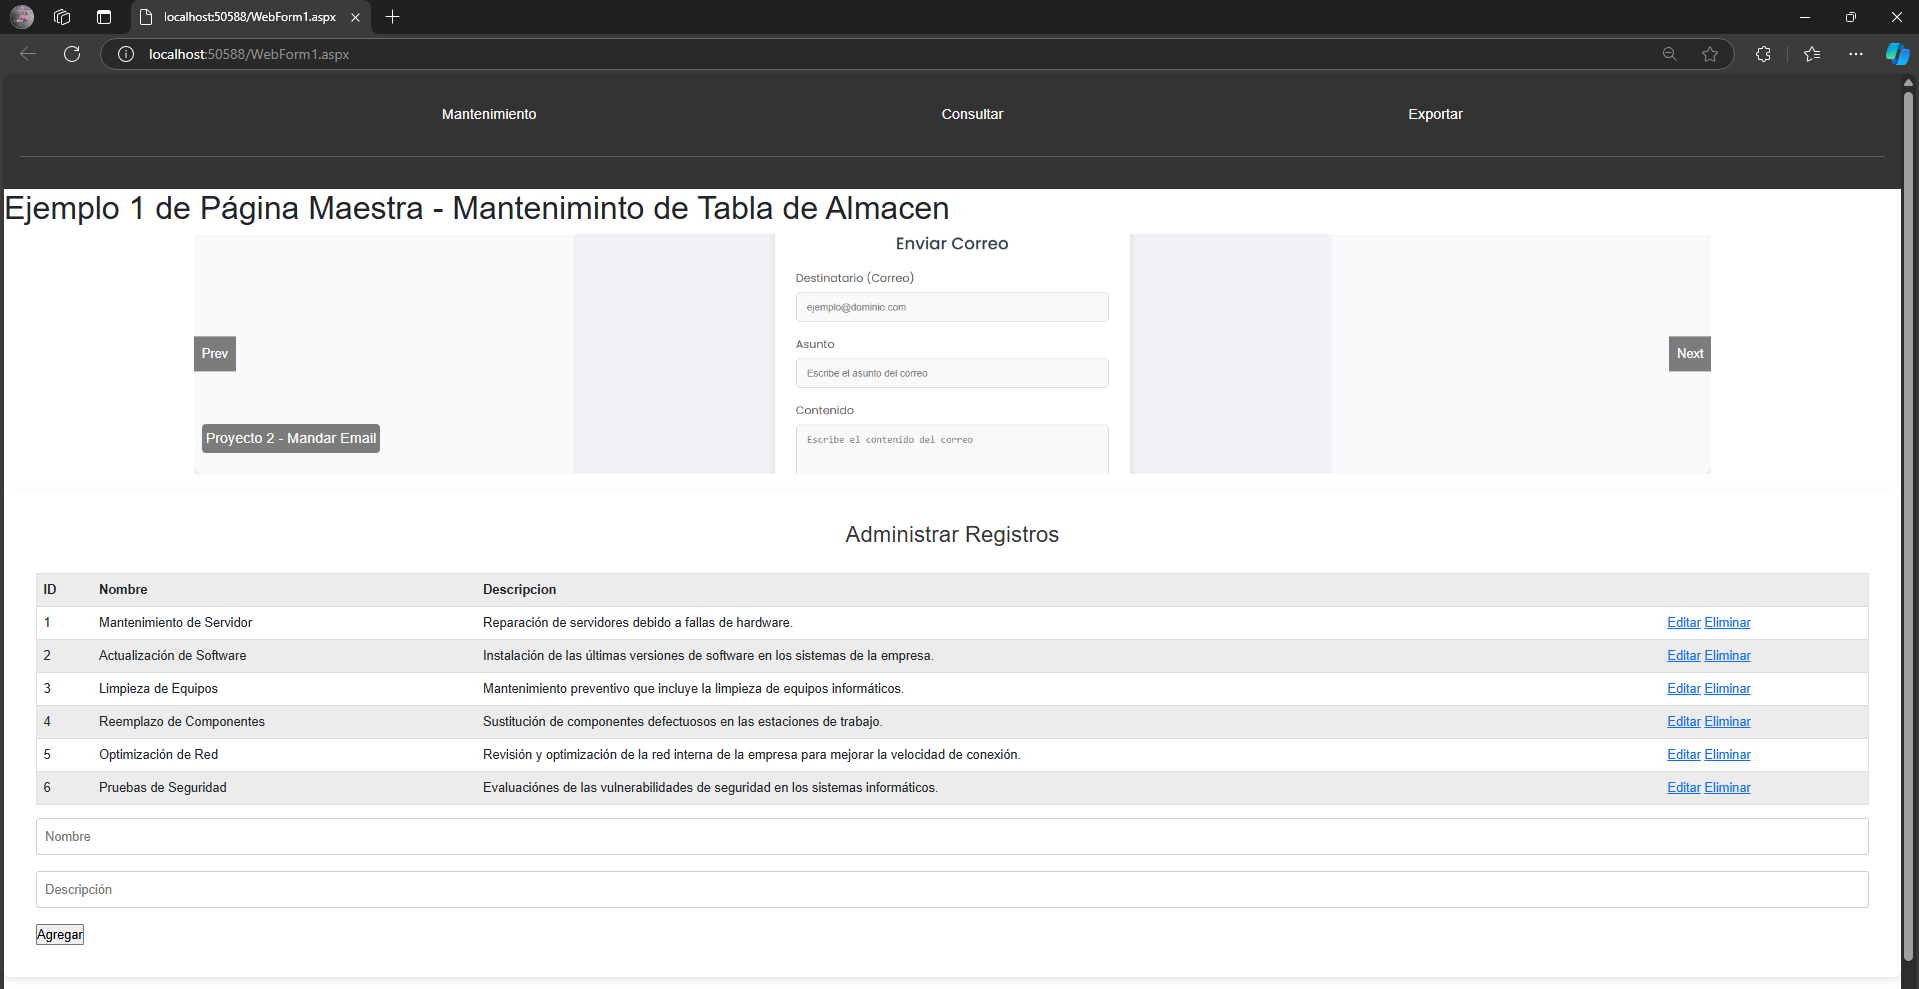 localhost:50588/WebForm1.aspx
localhost:50588/WebForm1.aspx
Mantenimiento Consultar Exportar
Ejemplo 1 de Página Maestra - Manteniminto de Tabla de Almacen
Enviar Correo
Destinatario (Correo)
ejemplo@dominio.com
Prev Next
Asunto
Escribe el asunto del correo
Contenido
Proyecto 2 - Mandar Email
Escribe el contenido del correo
Administrar Registros
ID Nombre Descripcion
1 Mantenimiento de Servidor Reparación de servidores debido a fallas de hardware. Editar Eliminar
2 Actualización de Software Instalación de las últimas versiones de software en los sistemas de la empresa. Editar Eliminar
3 Limpieza de Equipos Mantenimiento preventivo que incluye la limpieza de equipos informáticos. Editar Eliminar
4 Reemplazo de Componentes Sustitución de componentes defectuosos en las estaciones de trabajo. Editar Eliminar
5 Optimización de Red Revisión y optimización de la red interna de la empresa para mejorar la velocidad de conexión. Editar Eliminar
6 Pruebas de Seguridad Evaluaciónes de las vulnerabilidades de seguridad en los sistemas informáticos. Editar Eliminar
Nombre
Descripción
Agregar